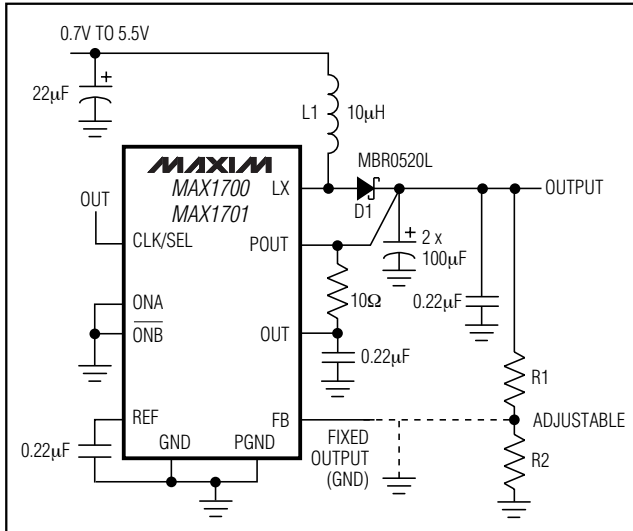 0.7V TO 5.5V
+
22µF
L1
10µH
MBR0520L
MAXIM
MAX1700
MAX1701
LX
D1
OUTPUT
OUT
CLK/SEL
POUT
+
2 x
100µF
10Ω
0.22µF
ONA
O̅N̅B̅
OUT
0.22µF
R1
REF
FB
ADJUSTABLE
0.22µF
GND
PGND
FIXED
OUTPUT
(GND)
R2